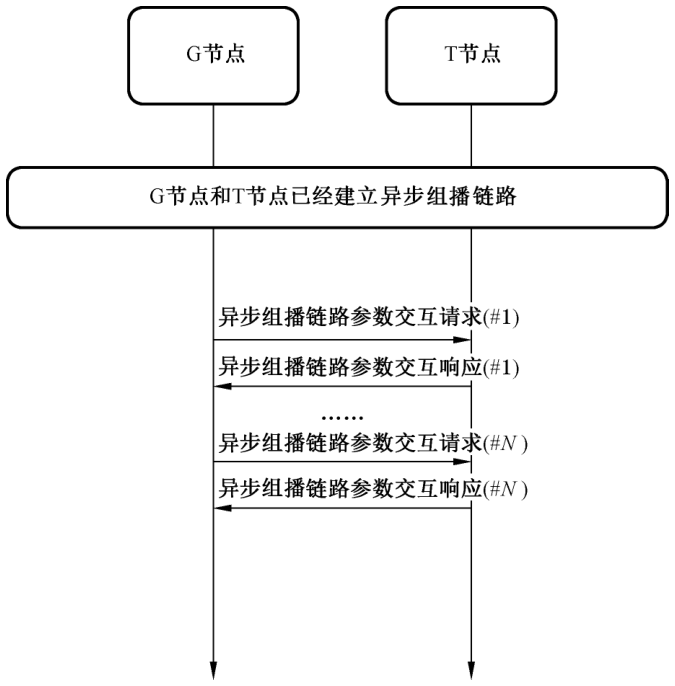 G节点
T节点
G节点和T节点已经建立异步组播链路
异步组播链路参数交互请求(#1)
异步组播链路参数交互响应(#1)
……
异步组播链路参数交互请求(#N)
异步组播链路参数交互响应(#N)